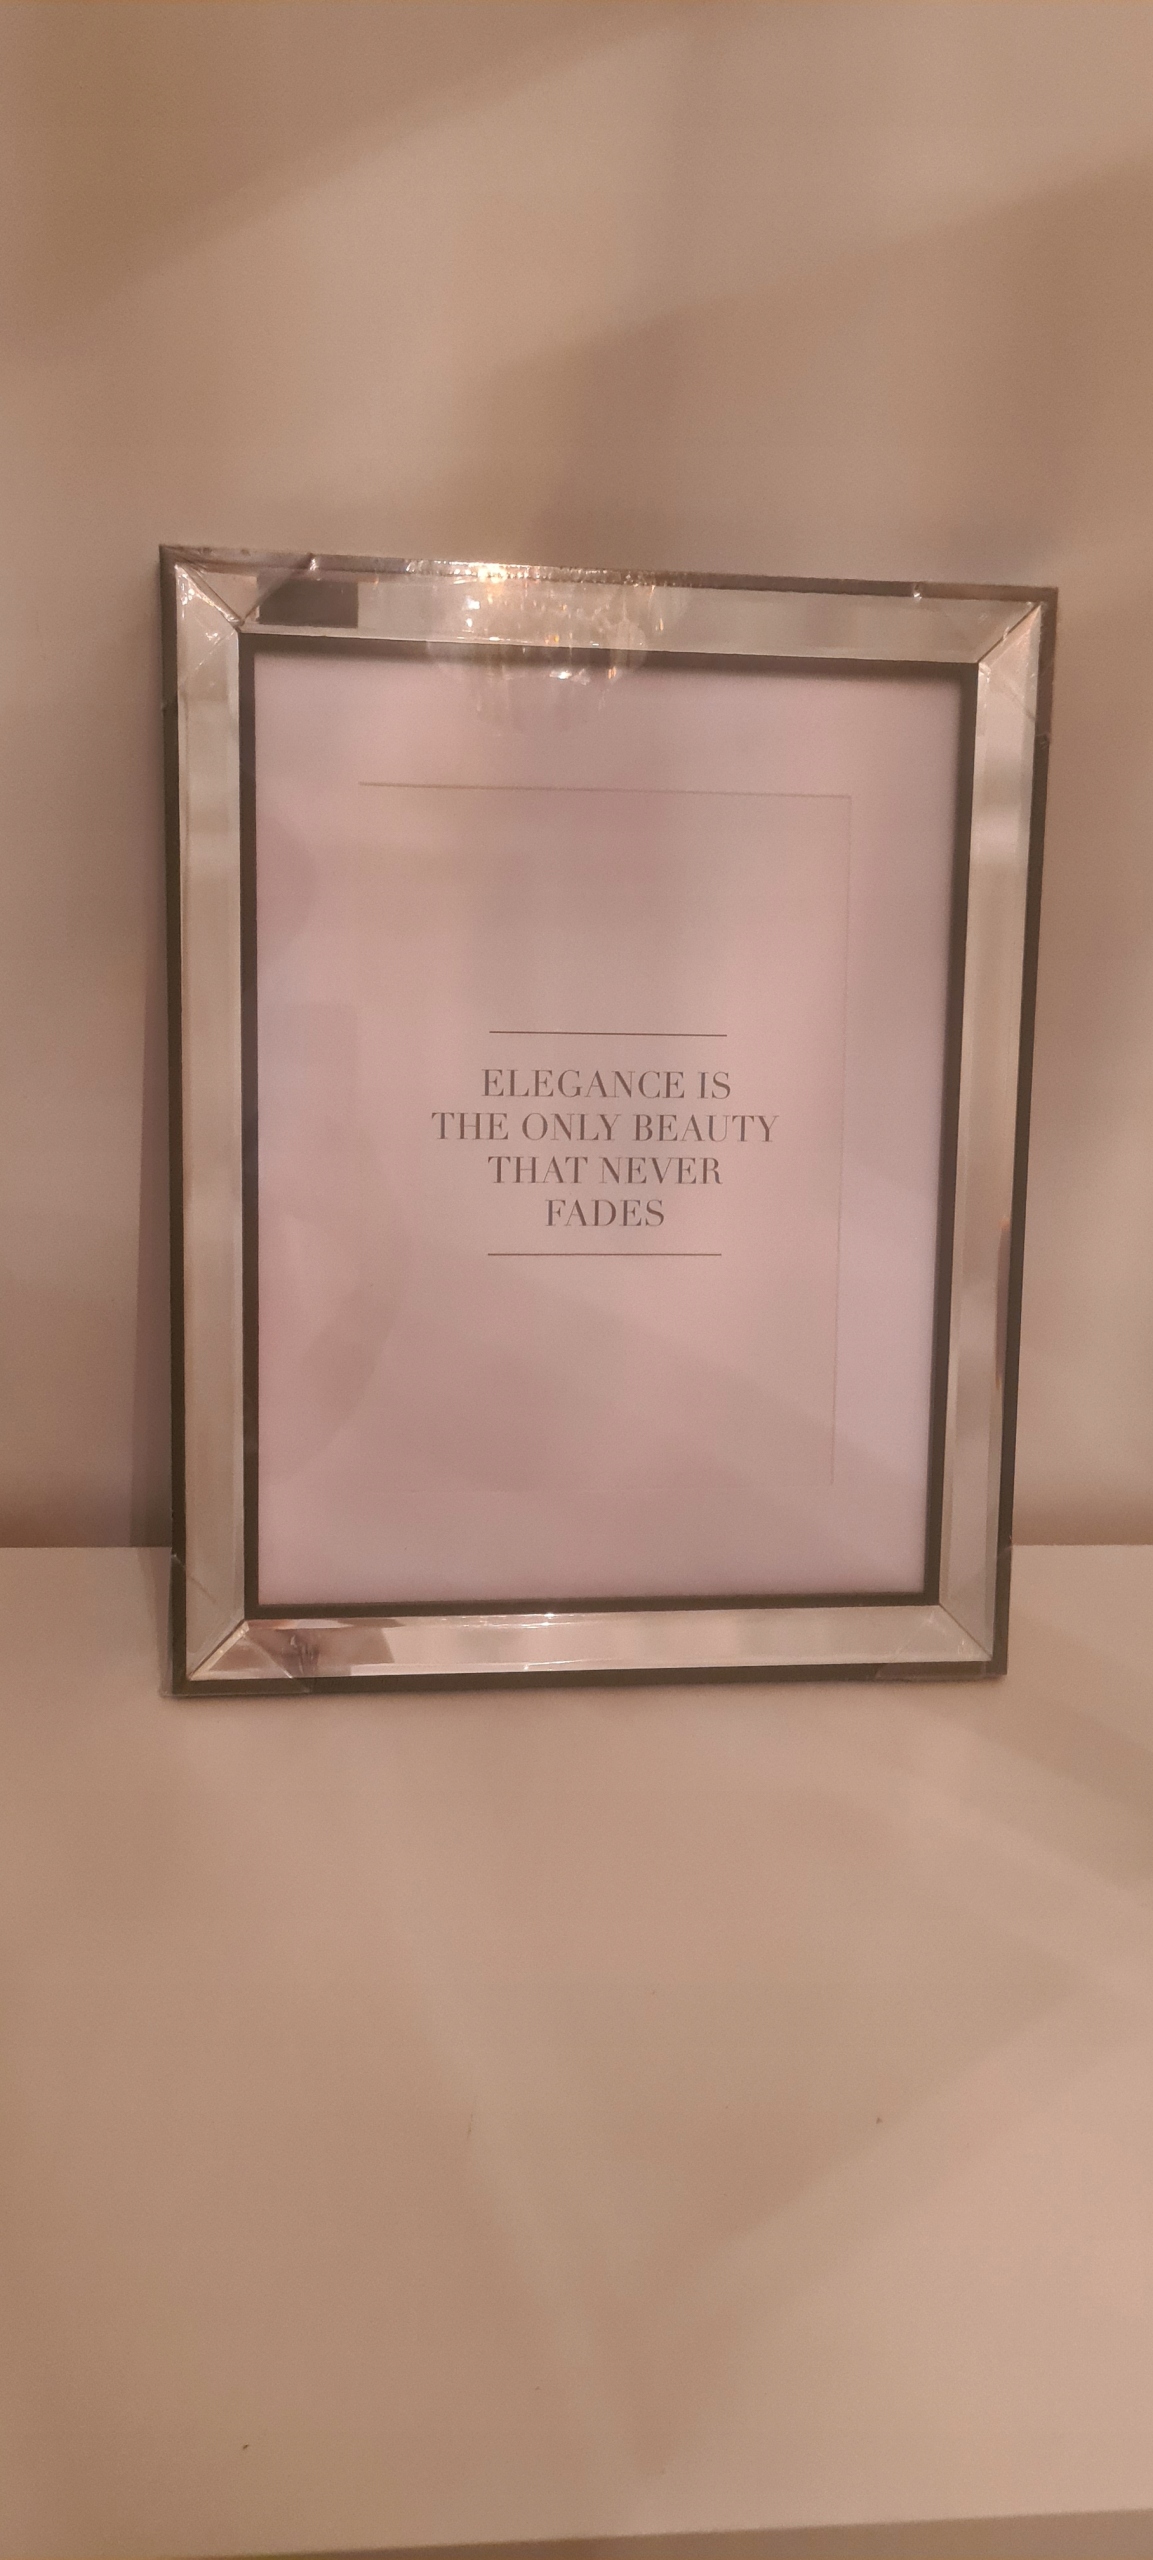 ELEGANCE IS
THE ONLY BEAUTY
THAT NEVER
FADES